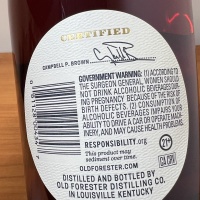 CERTIFIED
CAMPBELL P. BROWN
GOVERNMENT WARNING: (1) ACCORDING TO
THE SURGEON GENERAL, WOMEN SHOULD
NOT DRINK ALCOHOLIC BEVERAGES DUR-
ING PREGNANCY BECAUSE OF THE RISK OF
BIRTH DEFECTS. (2) CONSUMPTION OF
ALCOHOLIC BEVERAGES IMPAIRS YOUR
ABILITY TO DRIVE A CAR OR OPERATE MACH-
INERY, AND MAY CAUSE HEALTH PROBLEMS.
RESPONSIBILITY.org
This product may
sediment over time.
OLDFORESTER.COM
21+
CA CRV
DISTILLED AND BOTTLED BY
OLD FORESTER DISTILLING CO.
IN LOUISVILLE KENTUCKY